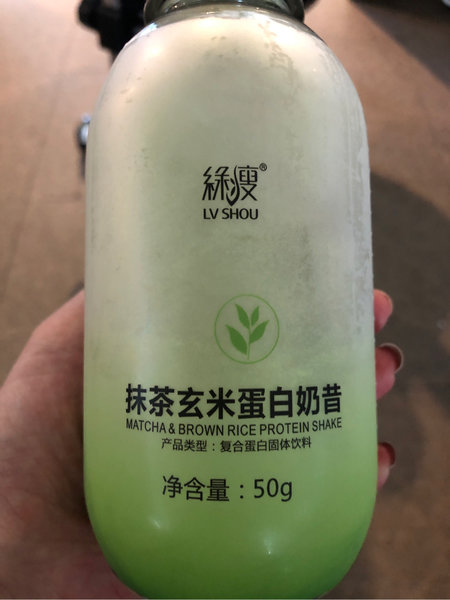 綠瘦®
LV SHOU
抹茶玄米蛋白奶昔
MATCHA & BROWN RICE PROTEIN SHAKE
产品类型：复合蛋白固体饮料
净含量：50g